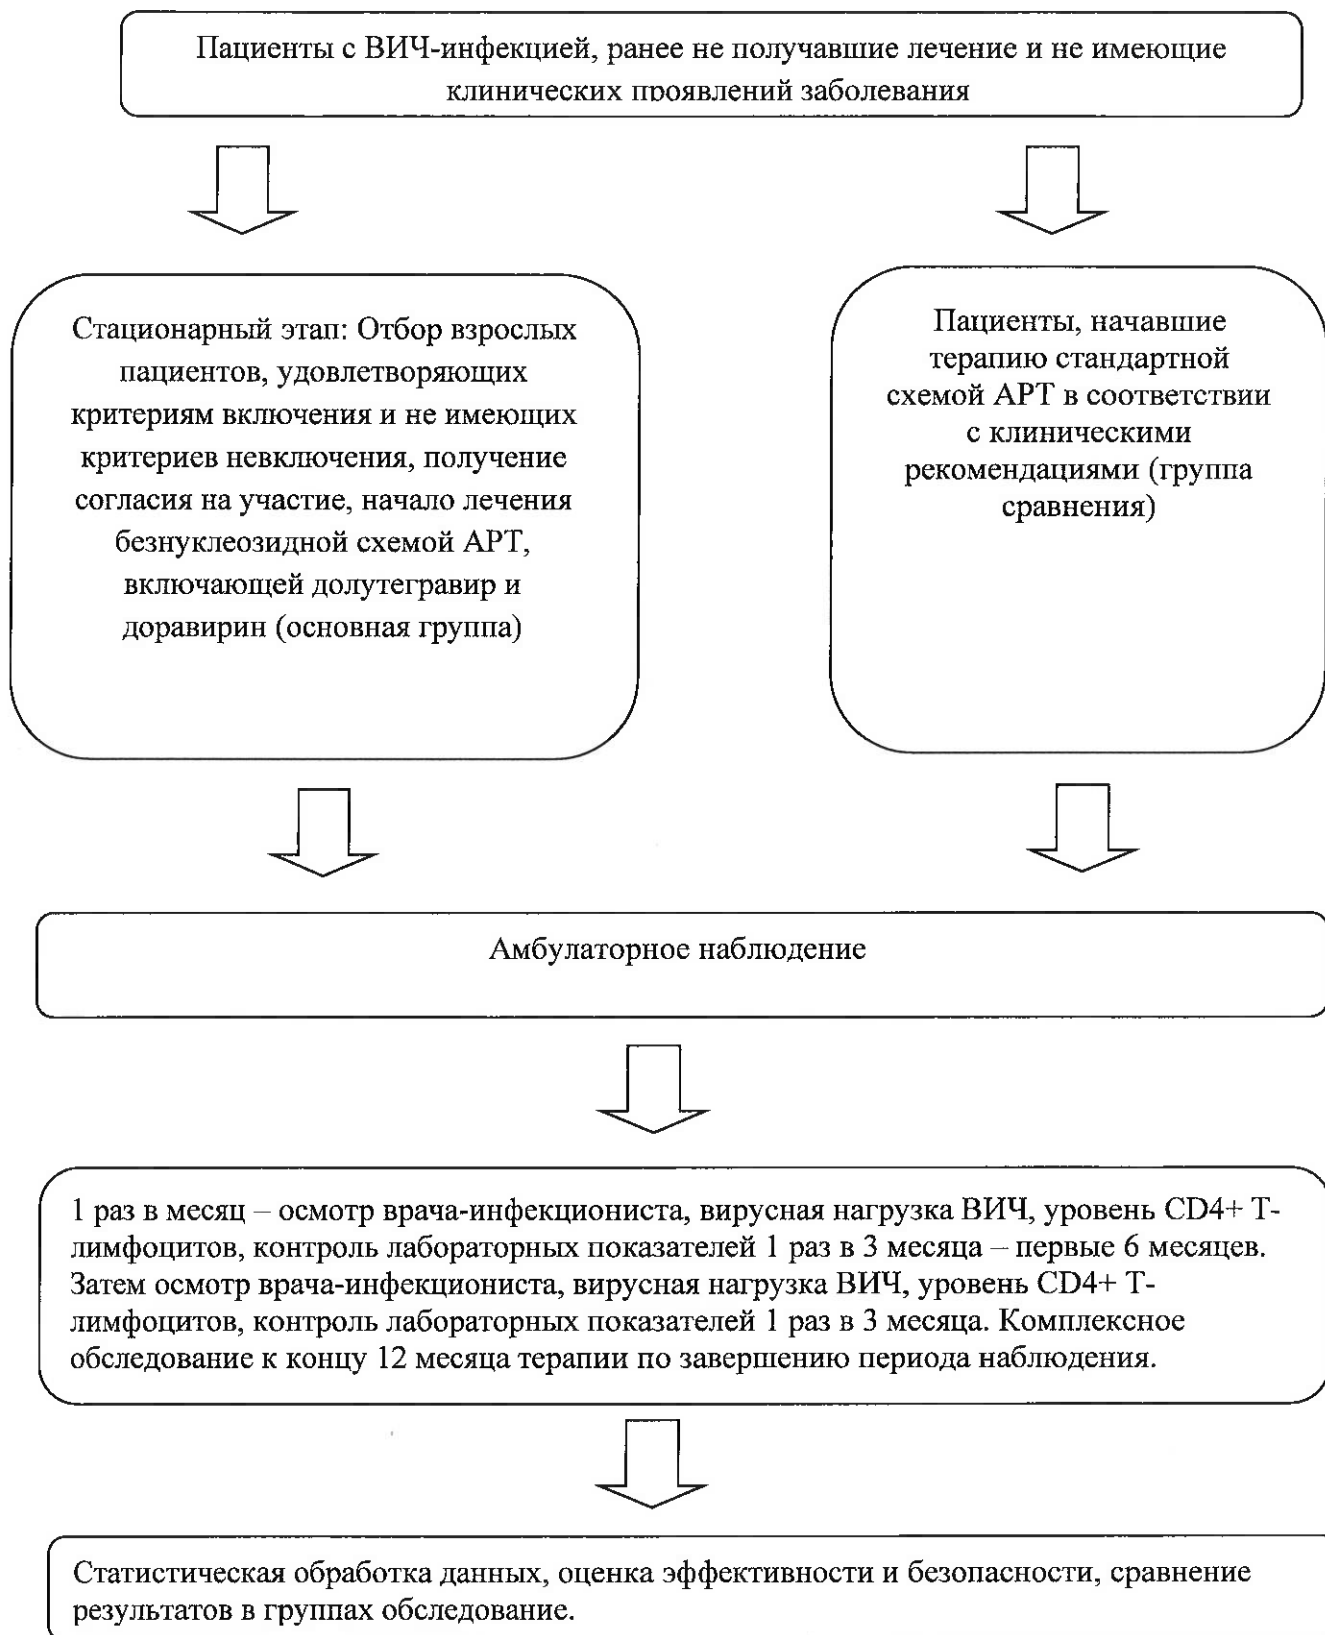 Пациенты с ВИЧ-инфекцией, ранее не получавшие лечение и не имеющие
клинических проявлений заболевания
Стационарный этап: Отбор взрослых
пациентов, удовлетворяющих
критериям включения и не имеющих
критериев невключения, получение
согласия на участие, начало лечения
безнуклеозидной схемой АРТ,
включающей долутегравир и
доравирин (основная группа)
Пациенты, начавшие
терапию стандартной
схемой АРТ в соответствии
с клиническими
рекомендациями (группа
сравнения)
Амбулаторное наблюдение
1 раз в месяц – осмотр врача-инфекциониста, вирусная нагрузка ВИЧ, уровень CD4+ Т-
лимфоцитов, контроль лабораторных показателей 1 раз в 3 месяца – первые 6 месяцев.
Затем осмотр врача-инфекциониста, вирусная нагрузка ВИЧ, уровень CD4+ Т-
лимфоцитов, контроль лабораторных показателей 1 раз в 3 месяца. Комплексное
обследование к концу 12 месяца терапии по завершению периода наблюдения.
Статистическая обработка данных, оценка эффективности и безопасности, сравнение
результатов в группах обследование.